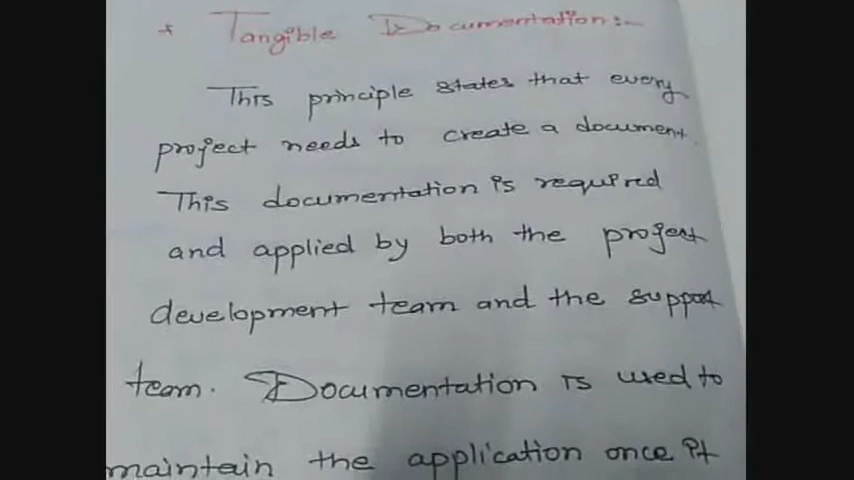 * Tangible Documentation :-
This principle states that every
project needs to create a document.
This documentation is required
and applied by both the project
development team and the support
team. Documentation is used to
maintain the application once it